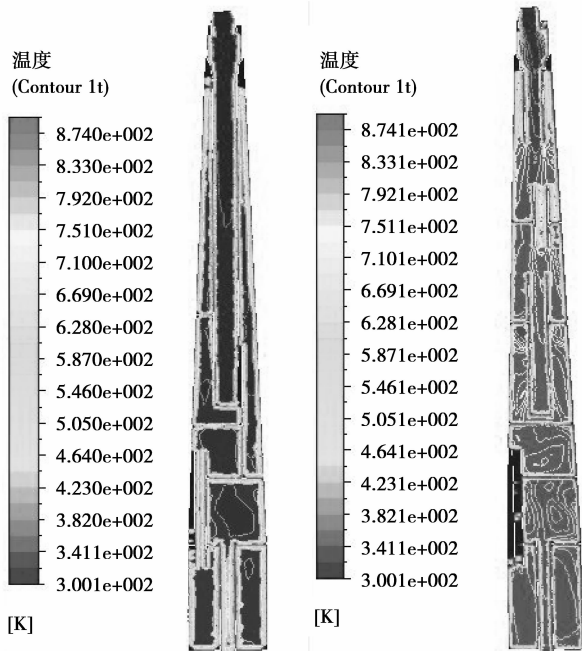 温度
(Contour 1t)
8.740e+002
8.330e+002
7.920e+002
7.510e+002
7.100e+002
6.690e+002
6.280e+002
5.870e+002
5.460e+002
5.050e+002
4.640e+002
4.230e+002
3.820e+002
3.411e+002
3.001e+002
[K]
温度
(Contour 1t)
8.741e+002
8.331e+002
7.921e+002
7.511e+002
7.101e+002
6.691e+002
6.281e+002
5.871e+002
5.461e+002
5.051e+002
4.641e+002
4.231e+002
3.821e+002
3.411e+002
3.001e+002
[K]